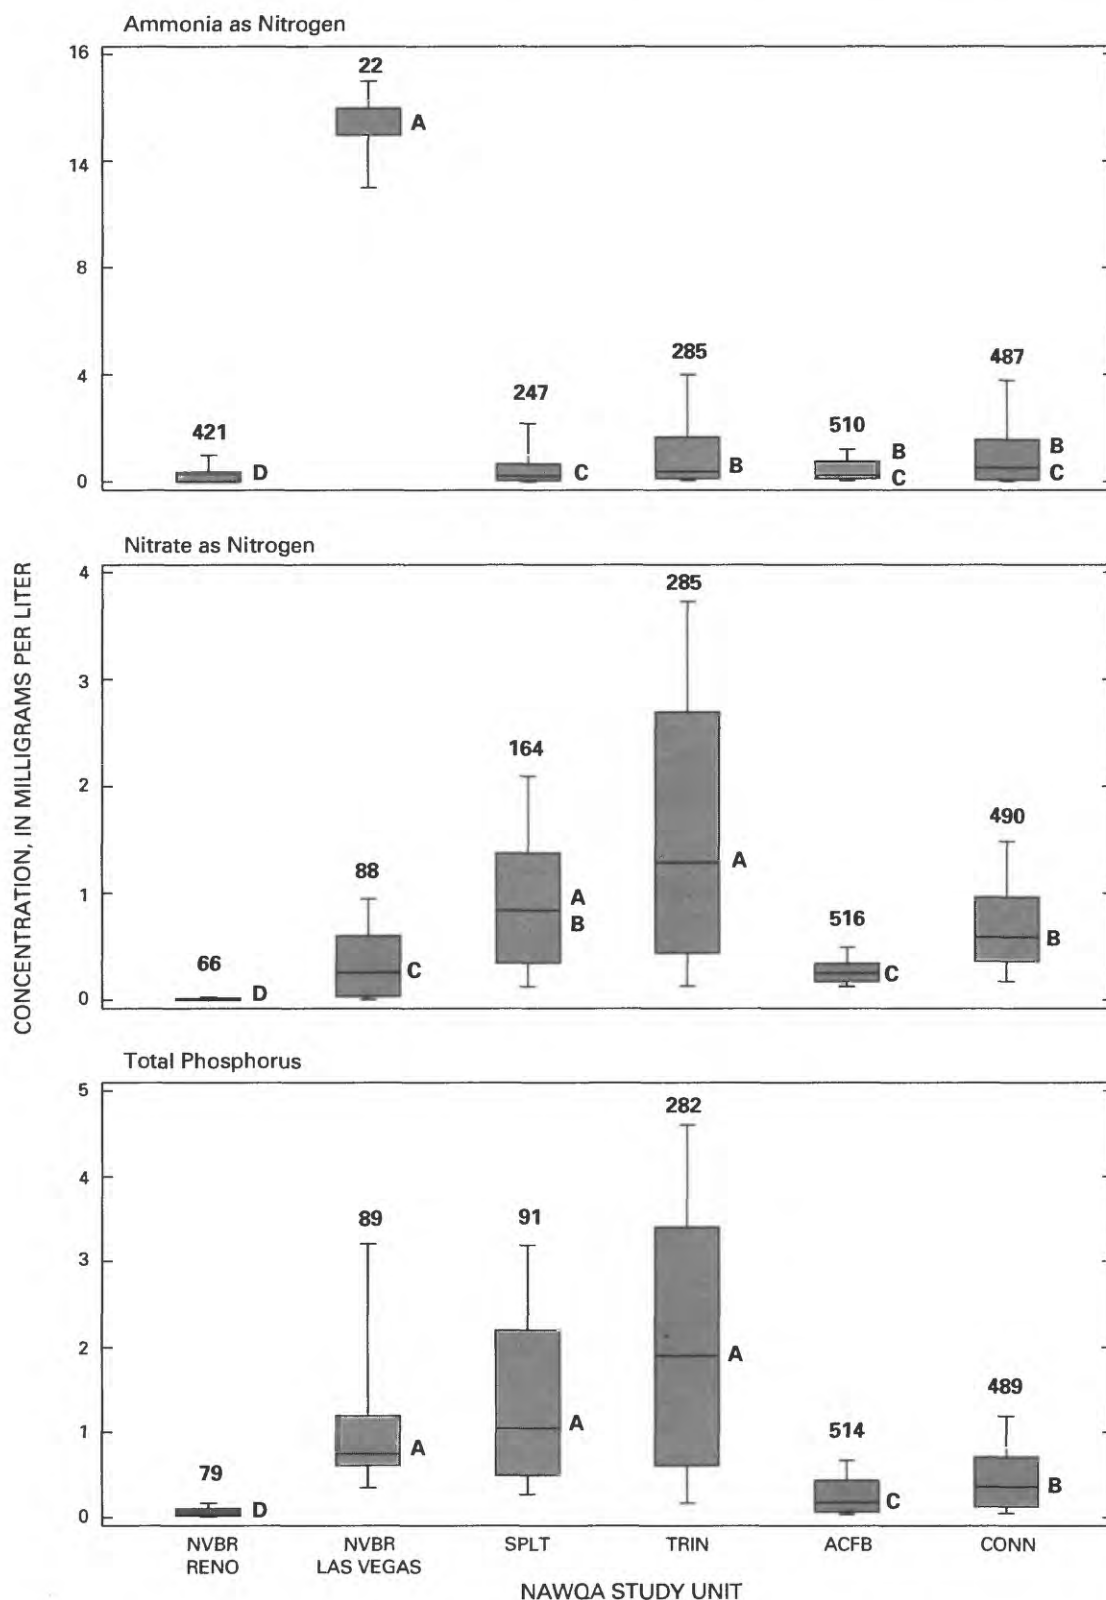 Ammonia as Nitrogen
16
14
8
4
0
421
D
22
A
247
C
285
B
510
B
C
487
B
C
CONCENTRATION, IN MILLIGRAMS PER LITER
Nitrate as Nitrogen
4
3
2
1
0
66
D
88
C
164
A
B
285
A
516
C
490
B
Total Phosphorus
5
4
3
2
1
0
79
D
89
A
91
A
282
A
514
C
489
B
NVBR RENO
NVBR LAS VEGAS
SPLT
TRIN
ACFB
CONN
NAWQA STUDY UNIT